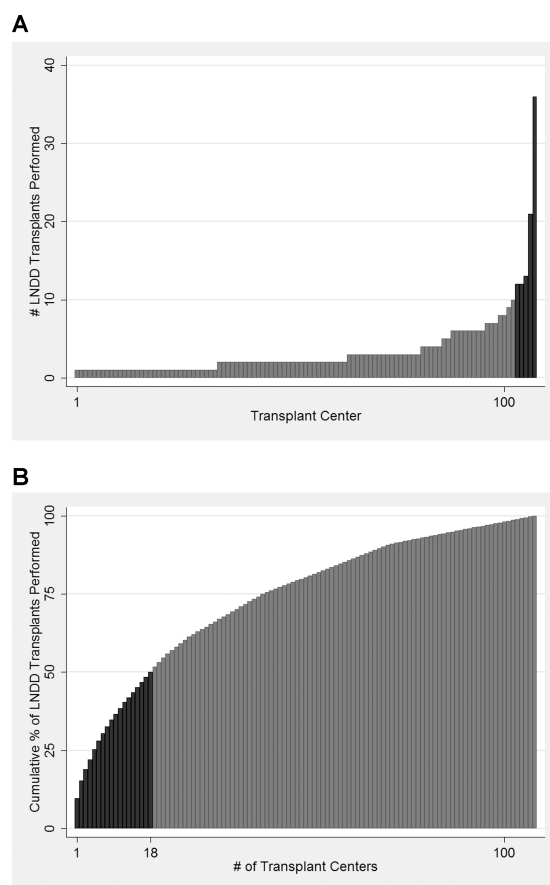 A
# LNDD Transplants Performed
40
30
20
10
0
1 100
Transplant Center
B
Cumulative % of LNDD Transplants Performed
100
75
50
25
0
1 18 100
# of Transplant Centers